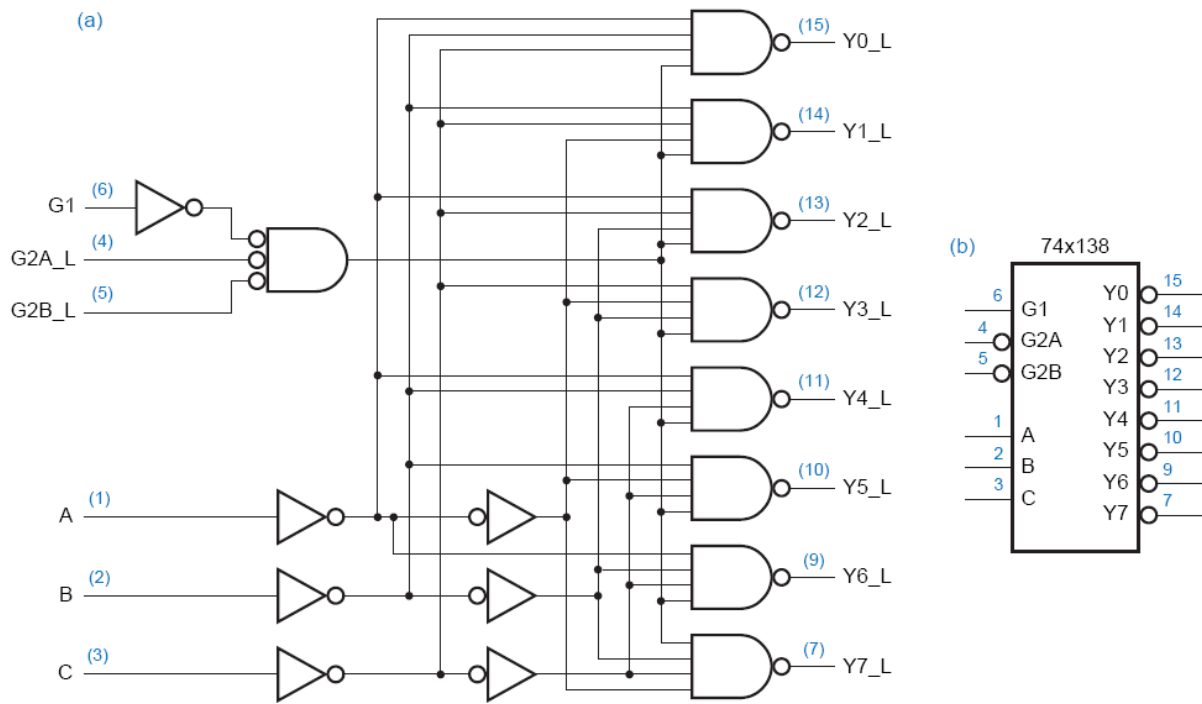 (a)
(15)
Y0_L
(14)
Y1_L
(6)
G1
(13)
Y2_L
(4)
G2A_L
(5)
G2B_L
(12)
Y3_L
(11)
Y4_L
(10)
Y5_L
(1)
A
(9)
Y6_L
(2)
B
(7)
Y7_L
(3)
C
(b)
74x138
6 G1
4 G2A
5 G2B
1 A
2 B
3 C
Y0 15
Y1 14
Y2 13
Y3 12
Y4 11
Y5 10
Y6 9
Y7 7